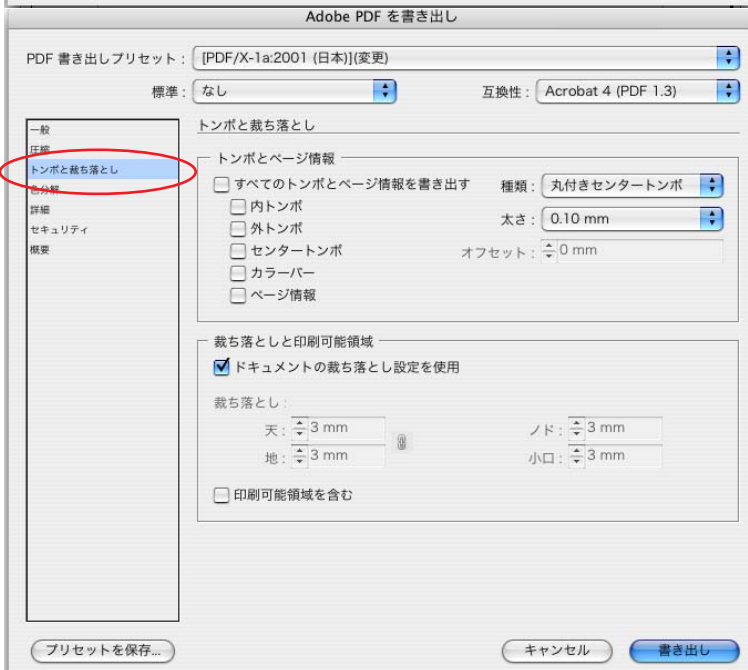 Adobe PDF を書き出し
PDF 書き出しプリセット : [PDF/X-1a:2001 (日本)](変更)
標準 : なし 互換性 : Acrobat 4 (PDF 1.3)
一般
圧縮
トンボと裁ち落とし
色分解
詳細
セキュリティ
概要
トンボと裁ち落とし
トンボとページ情報
すべてのトンボとページ情報を書き出す 種類 : 丸付きセンタートンボ
内トンボ
外トンボ 太さ : 0.10 mm
センタートンボ オフセット : 0 mm
カラーバー
ページ情報
裁ち落としと印刷可能領域
ドキュメントの裁ち落とし設定を使用
裁ち落とし :
天 : 3 mm ノド : 3 mm
地 : 3 mm 小口 : 3 mm
印刷可能領域を含む
プリセットを保存... キャンセル 書き出し